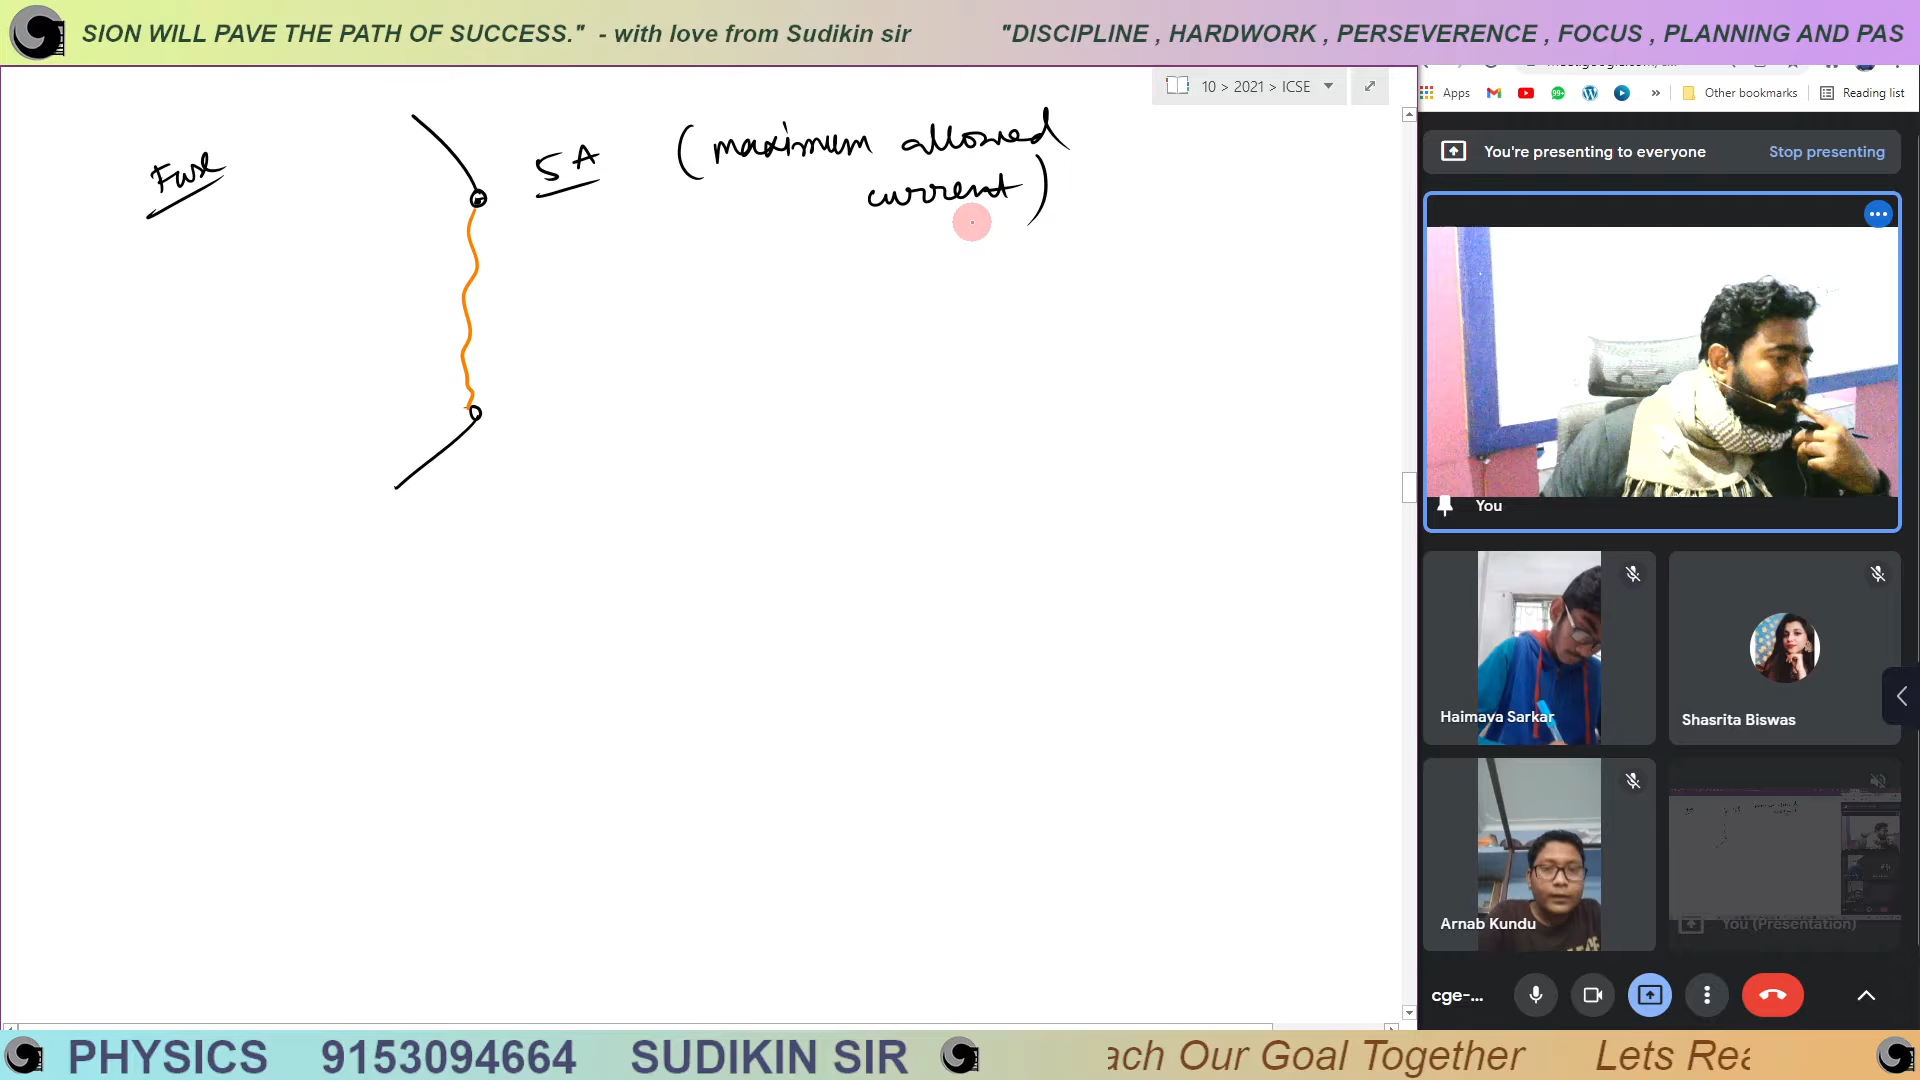 SION WILL PAVE THE PATH OF SUCCESS." - with love from Sudikin sir
"DISCIPLINE , HARDWORK , PERSEVERENCE , FOCUS , PLANNING AND PAS
10 > 2021 > ICSE
Fuse
5 A
(maximum allowed
current)
Apps
99+
»
Other bookmarks
Reading list
You're presenting to everyone
Stop presenting
You
Haimava Sarkar
Shasrita Biswas
Arnab Kundu
You (Presentation)
cge-...
PHYSICS 9153094664 SUDIKIN SIR
ach Our Goal Together
Lets Rea